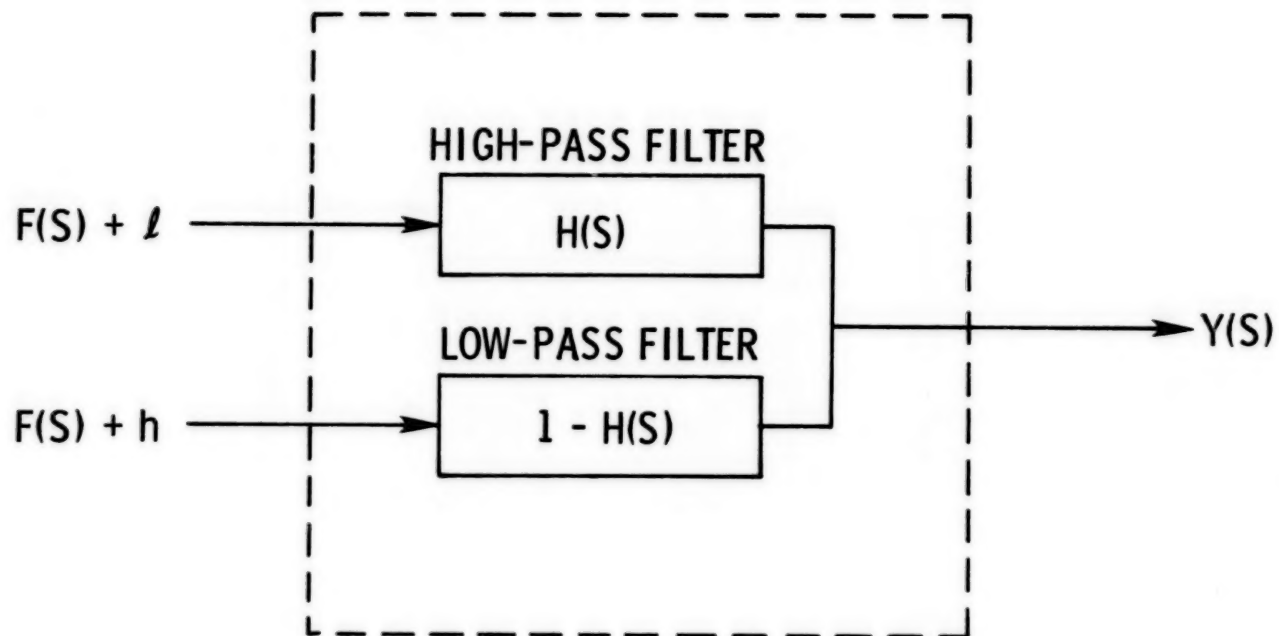 HIGH-PASS FILTER
F(S) + ℓ
H(S)
LOW-PASS FILTER
Y(S)
F(S) + h
1 - H(S)